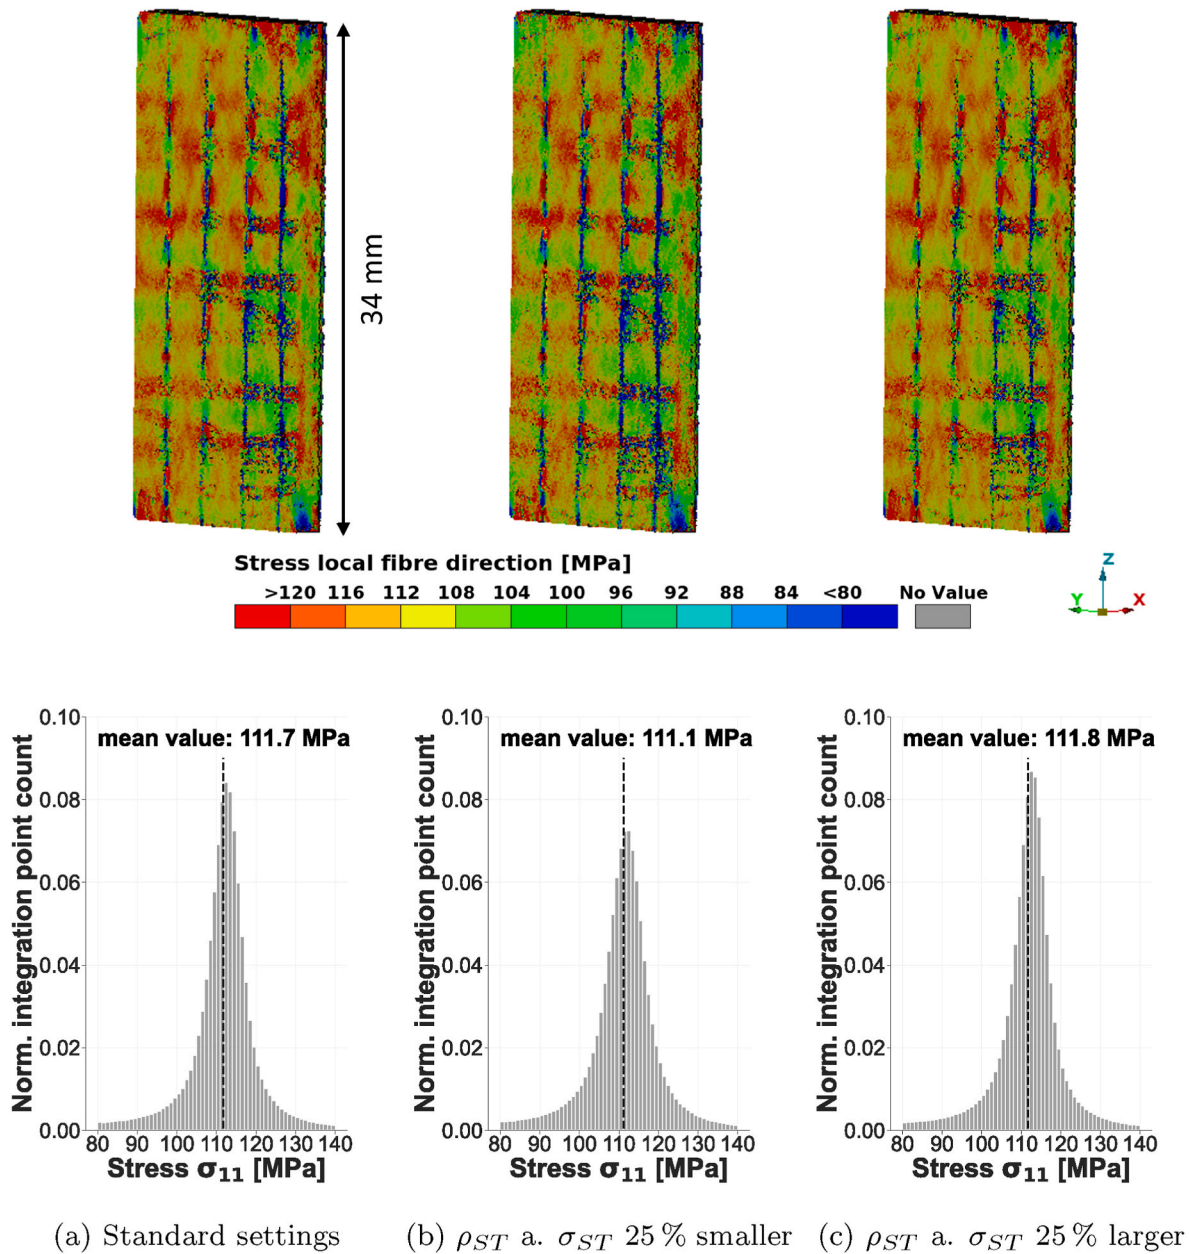 34 mm
Stress local fibre direction [MPa]
>120 116 112 108 104 100 96 92 88 84 <80 No Value
Z
Y X
0.10 0.10 0.10
mean value: 111.7 MPa mean value: 111.1 MPa mean value: 111.8 MPa
0.08 0.08 0.08
0.06 0.06 0.06
0.04 0.04 0.04
0.02 0.02 0.02
0.00 0.00 0.00
Norm. integration point count Norm. integration point count Norm. integration point count
80 90 100 110 120 130 140 80 90 100 110 120 130 140 80 90 100 110 120 130 140
Stress σ11 [MPa] Stress σ11 [MPa] Stress σ11 [MPa]
(a) Standard settings (b) ρST a. σST 25 % smaller (c) ρST a. σST 25 % larger